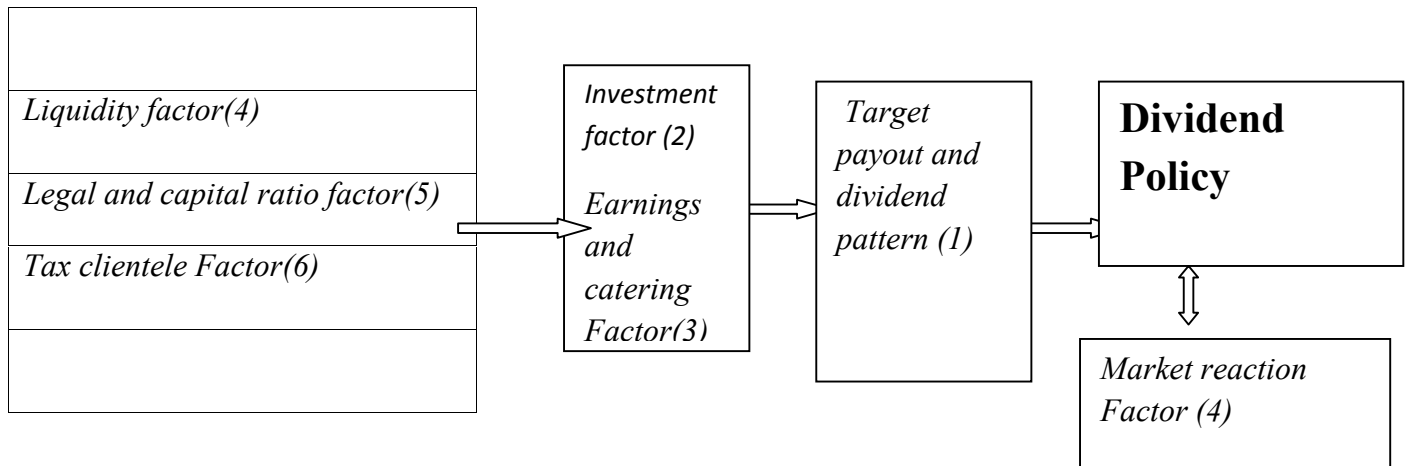 Liquidity factor(4)
Legal and capital ratio factor(5)
Tax clientele Factor(6)
Investment
factor (2)
Earnings
and
catering
Factor(3)
Target
payout and
dividend
pattern (1)
Dividend
Policy
Market reaction
Factor (4)